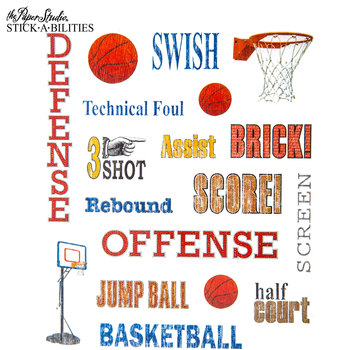 the Paper Studio
STICK•A•BILITIES
DEFENSE
SWISH
Technical Foul
3
SHOT
Assist
BRICK!
SCORE!
Rebound
SCREEN
OFFENSE
JUMP BALL
half
court
BASKETBALL